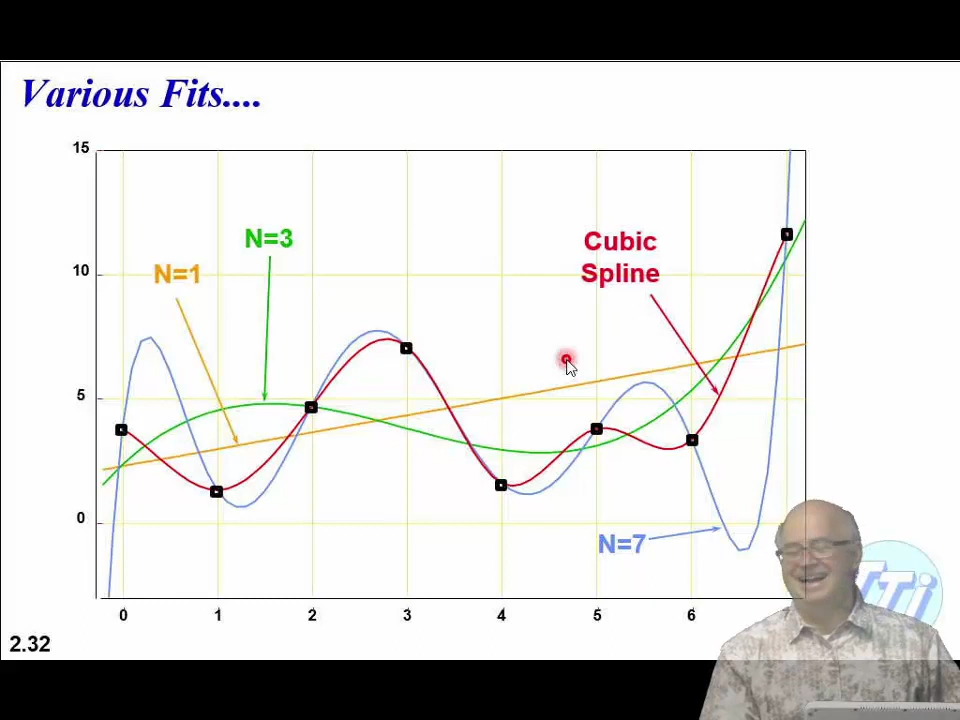 Various Fits....
15
10
5
0
N=3
N=1
Cubic
Spline
N=7
0
1
2
3
4
5
6
2.32